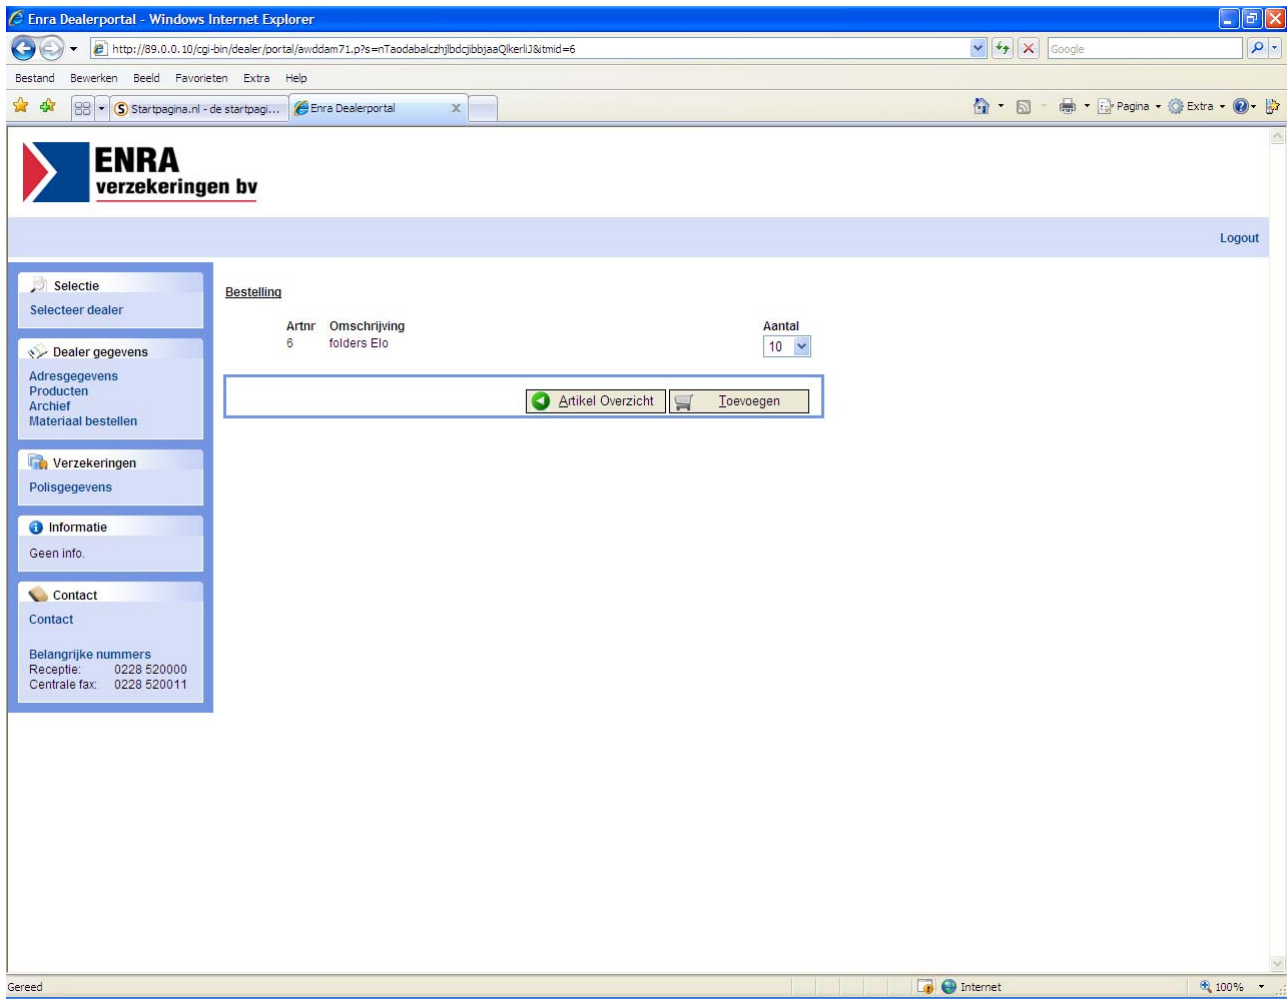 Enra Dealerportal - Windows Internet Explorer
http://89.0.0.10/cgi-bin/dealer/portal/awddam71.p?s=nTaodabalczhjlbdcjibbjaaQlkerliJ&itmid=6
Google
Bestand Bewerken Beeld Favorieten Extra Help
Startpagina.nl - de startpagi... Enra Dealerportal x Pagina Extra
ENRA
verzekeringen bv
Logout
Selectie
Selecteer dealer
Dealer gegevens
Adresgegevens
Producten
Archief
Materiaal bestellen
Verzekeringen
Polisgegevens
Informatie
Geen info.
Contact
Contact
Belangrijke nummers
Receptie: 0228 520000
Centrale fax: 0228 520011
Bestelling
Artnr Omschrijving Aantal
6 folders Elo 10
Artikel Overzicht Toevoegen
Gereed Internet 100%